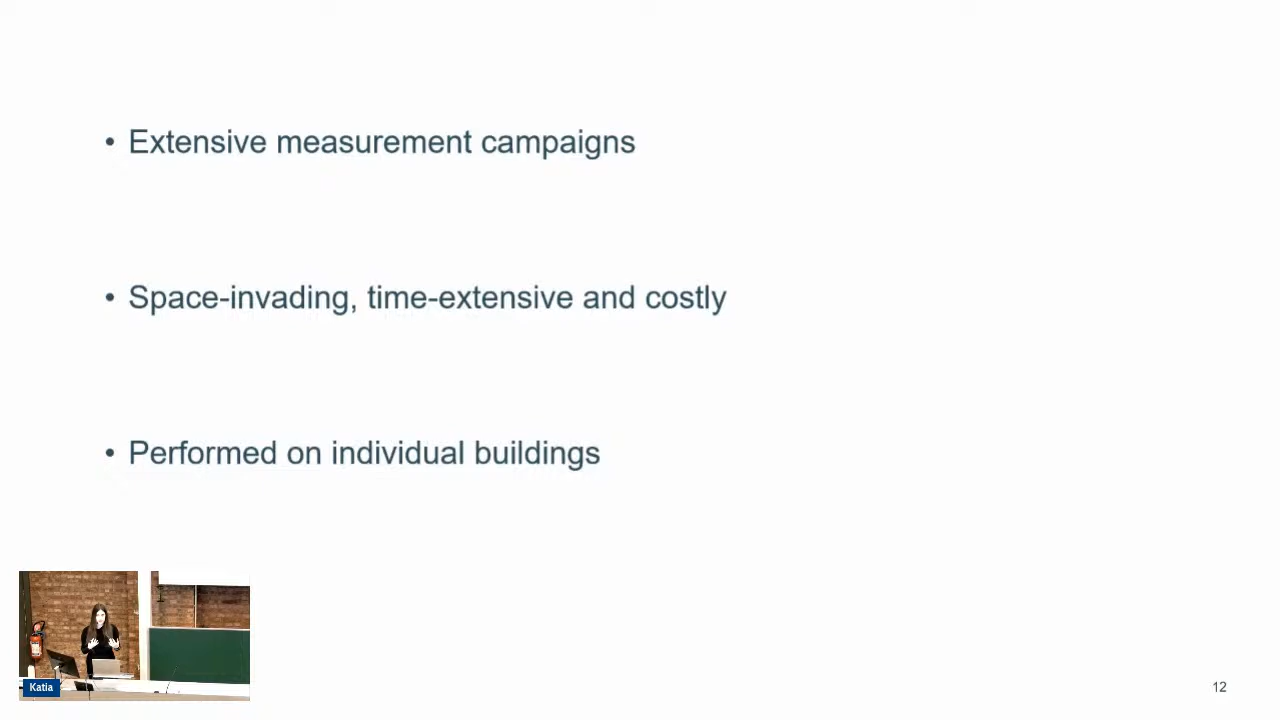 • Extensive measurement campaigns
• Space-invading, time-extensive and costly
• Performed on individual buildings
Katia
12